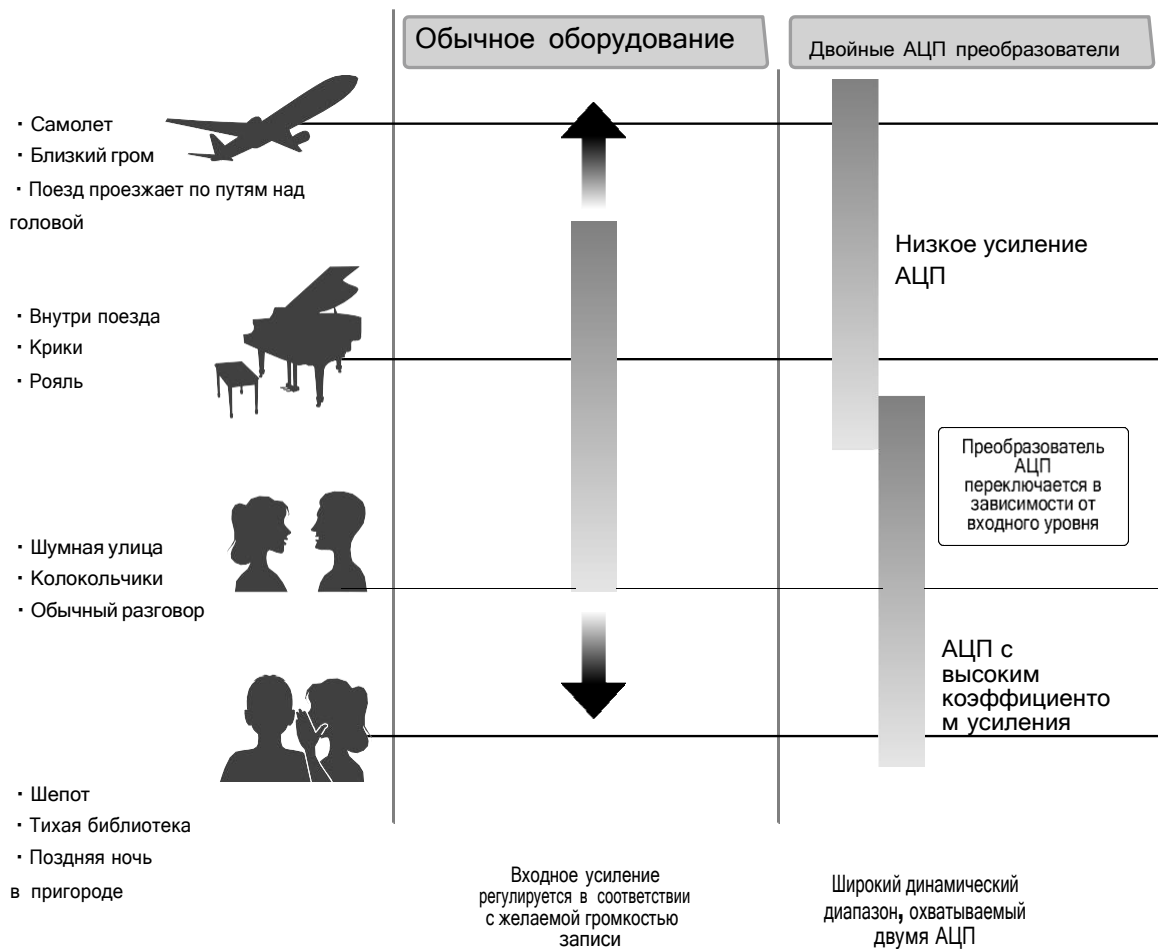 Обычное оборудование
Двойные АЦП преобразователи
· Самолет
· Близкий гром
· Поезд проезжает по путям над
головой
· Внутри поезда
· Крики
· Рояль
· Шумная улица
· Колокольчики
· Обычный разговор
· Шепот
· Тихая библиотека
· Поздняя ночь
в пригороде
Низкое усиление
АЦП
Преобразователь
АЦП
переключается в
зависимости от
входного уровня
АЦП с
высоким
коэффициенто
м усиления
Входное усиление
регулируется в соответствии
с желаемой громкостью
записи
Широкий динамический
диапазон, охватываемый
двумя АЦП